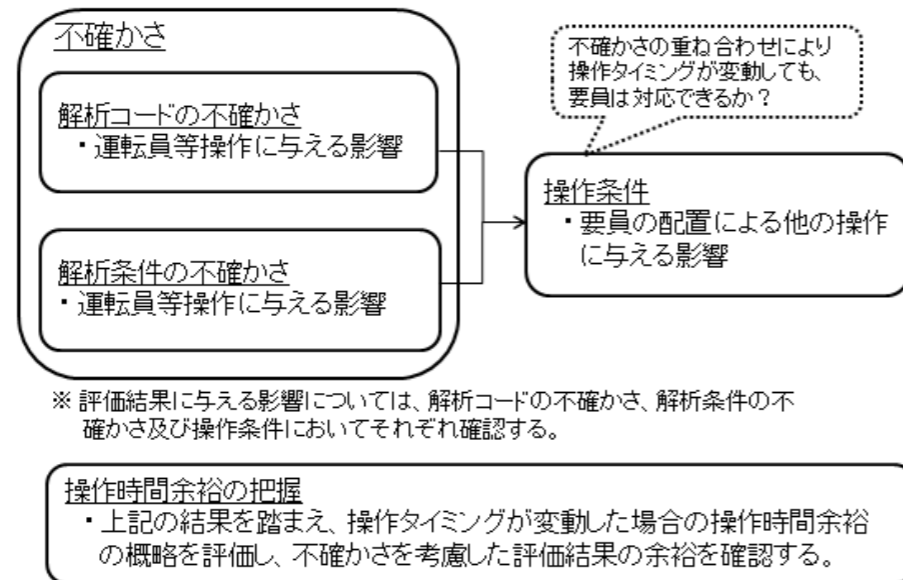 不確かさ
解析コードの不確かさ
・運転員等操作に与える影響
解析条件の不確かさ
・運転員等操作に与える影響
不確かさの重ね合わせにより
操作タイミングが変動しても、
要員は対応できるか？
操作条件
・要員の配置による他の操作
に与える影響
※ 評価結果に与える影響については、解析コードの不確かさ、解析条件の不
確かさ及び操作条件においてそれぞれ確認する。
操作時間余裕の把握
・上記の結果を踏まえ、操作タイミングが変動した場合の操作時間余裕
の概略を評価し、不確かさを考慮した評価結果の余裕を確認する。